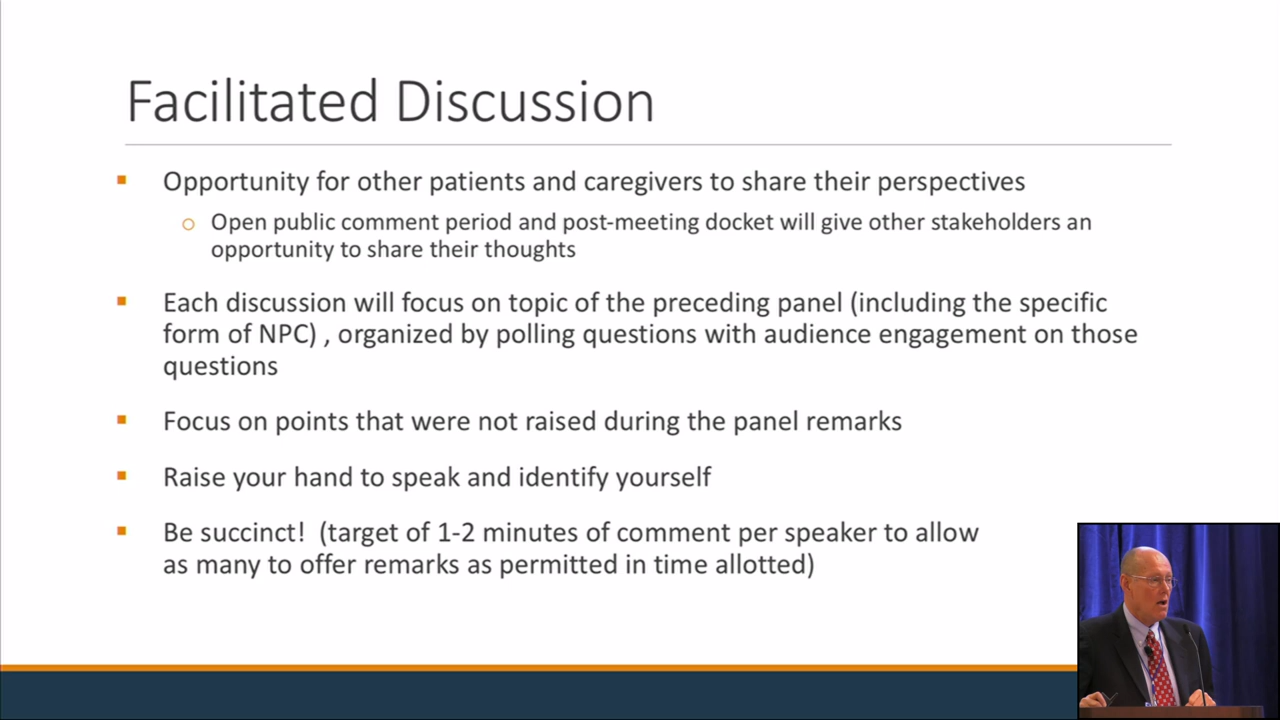 Facilitated Discussion
Opportunity for other patients and caregivers to share their perspectives
Open public comment period and post-meeting docket will give other stakeholders an
opportunity to share their thoughts
Each discussion will focus on topic of the preceding panel (including the specific
form of NPC) , organized by polling questions with audience engagement on those
questions
Focus on points that were not raised during the panel remarks
Raise your hand to speak and identify yourself
Be succinct!  (target of 1-2 minutes of comment per speaker to allow
as many to offer remarks as permitted in time allotted)